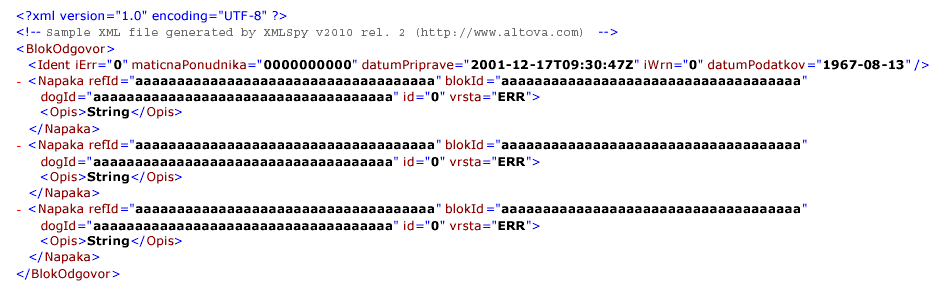 <?xml version="1.0" encoding="UTF-8" ?>
<!-- Sample XML file generated by XMLSpy v2010 rel. 2 (http://www.altova.com) -->
<BlokOdgovor>
<Ident iErr="0" maticnaPonudnika="0000000000" datumPriprave="2001-12-17T09:30:47Z" iWrn="0" datumPodatkov="1967-08-13" />
- <Napaka refId="aaaaaaaaaaaaaaaaaaaaaaaaaaaaaaaaaaaa" blokId="aaaaaaaaaaaaaaaaaaaaaaaaaaaaaaaaaaaa"
dogId="aaaaaaaaaaaaaaaaaaaaaaaaaaaaaaaaaaaa" id="0" vrsta="ERR">
<Opis>String</Opis>
</Napaka>
- <Napaka refId="aaaaaaaaaaaaaaaaaaaaaaaaaaaaaaaaaaaa" blokId="aaaaaaaaaaaaaaaaaaaaaaaaaaaaaaaaaaaa"
dogId="aaaaaaaaaaaaaaaaaaaaaaaaaaaaaaaaaaaa" id="0" vrsta="ERR">
<Opis>String</Opis>
</Napaka>
- <Napaka refId="aaaaaaaaaaaaaaaaaaaaaaaaaaaaaaaaaaaa" blokId="aaaaaaaaaaaaaaaaaaaaaaaaaaaaaaaaaaaa"
dogId="aaaaaaaaaaaaaaaaaaaaaaaaaaaaaaaaaaaa" id="0" vrsta="ERR">
<Opis>String</Opis>
</Napaka>
</BlokOdgovor>